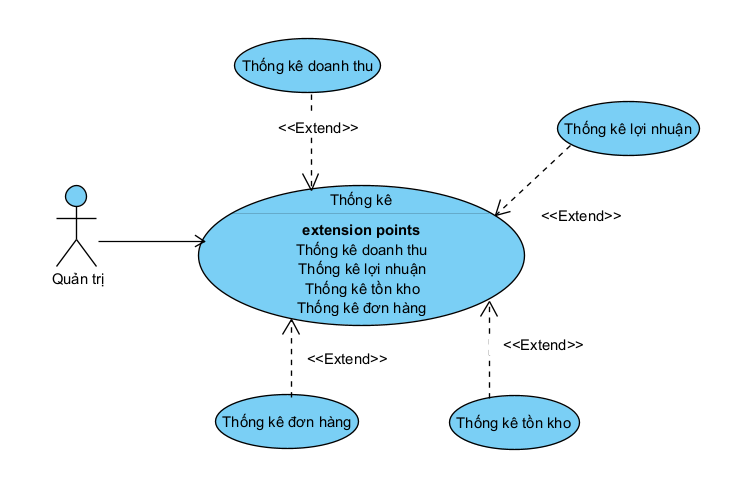 Thống kê doanh thu
<<Extend>>
Thống kê lợi nhuận
<<Extend>>
Thống kê
extension points
Thống kê doanh thu
Thống kê lợi nhuận
Thống kê tồn kho
Thống kê đơn hàng
Quản trị
<<Extend>>
<<Extend>>
Thống kê đơn hàng
Thống kê tồn kho